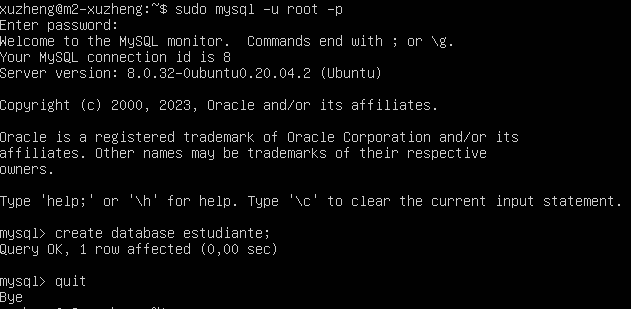 xuzheng@m2-xuzheng:~$ sudo mysql -u root -p
Enter password:
Welcome to the MySQL monitor.  Commands end with ; or \g.
Your MySQL connection id is 8
Server version: 8.0.32-0ubuntu0.20.04.2 (Ubuntu)
Copyright (c) 2000, 2023, Oracle and/or its affiliates.
Oracle is a registered trademark of Oracle Corporation and/or its
affiliates. Other names may be trademarks of their respective
owners.
Type 'help;' or '\h' for help. Type '\c' to clear the current input statement.
mysql> create database estudiante;
Query OK, 1 row affected (0,00 sec)
mysql> quit
Bye